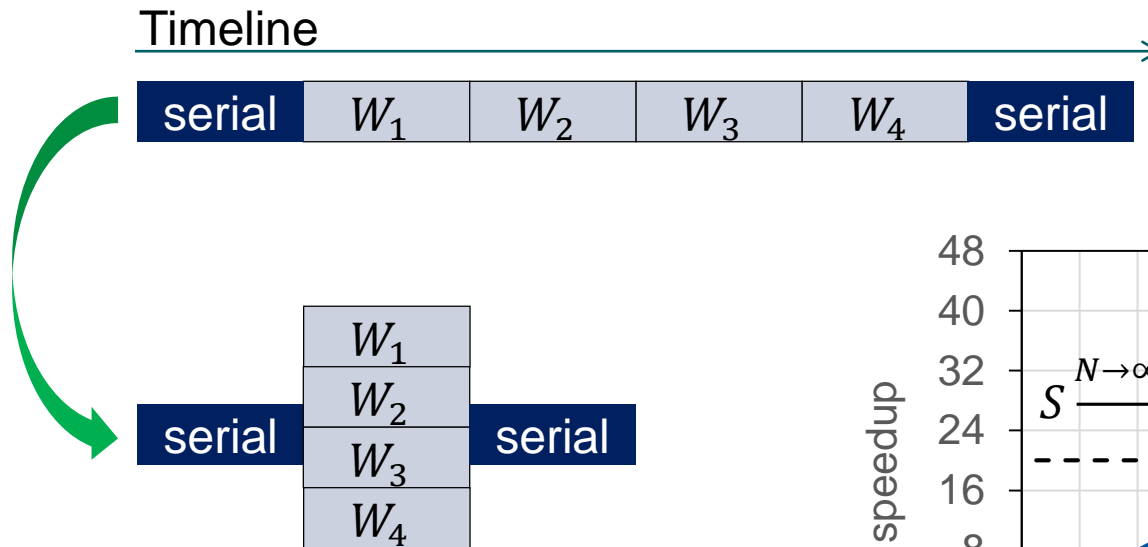 Timeline
serial W₁ W₂ W₃ W₄ serial
W₁
W₂
serial serial
W₃
W₄
48
40
32
24
16
8
speedup
S N→∞